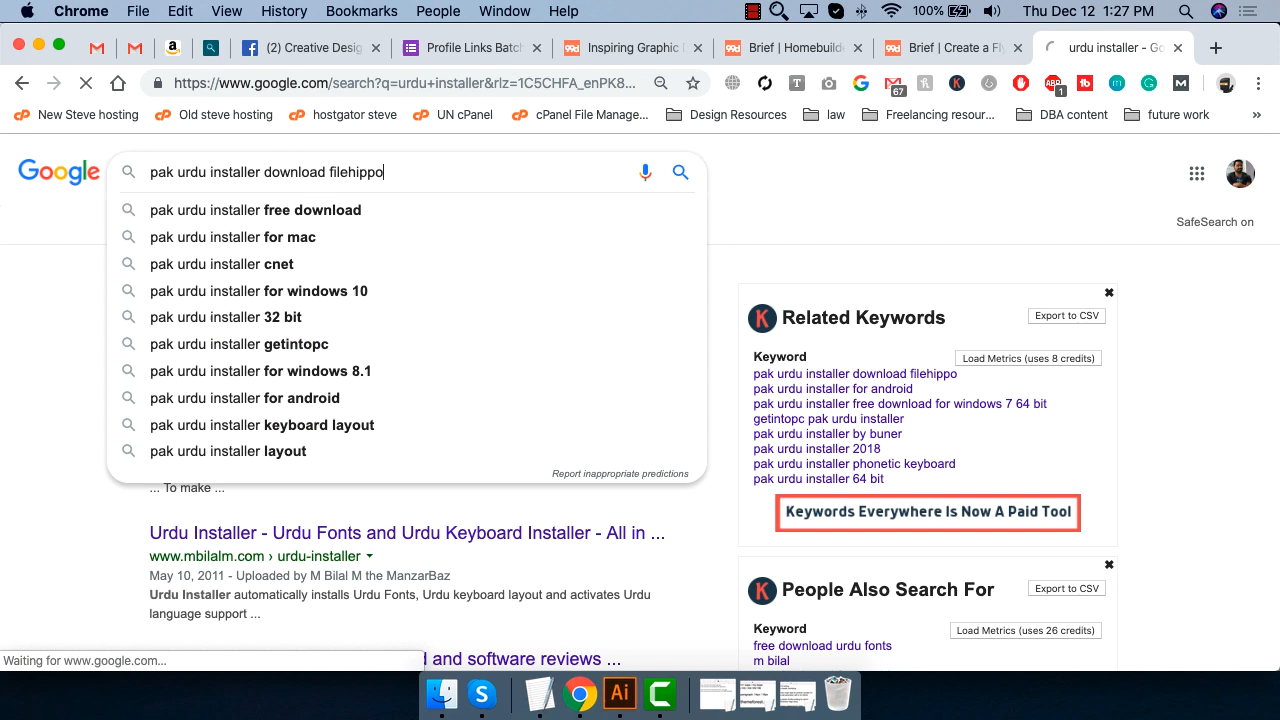 Chrome File Edit View History Bookmarks People Window Help 100% Thu Dec 12 1:27 PM
(2) Creative Desig Profile Links Batch Inspiring Graphic Brief | Homebuild Brief | Create a Fly urdu installer - Go
https://www.google.com/search?q=urdu+installer&rlz=1C5CHFA_enPK8... 67 1
New Steve hosting Old steve hosting hostgator steve UN cPanel cPanel File Manage... Design Resources law Freelancing resour... DBA content future work »
Google pak urdu installer download filehippo
pak urdu installer free download
pak urdu installer for mac
pak urdu installer cnet
pak urdu installer for windows 10
pak urdu installer 32 bit
pak urdu installer getintopc
pak urdu installer for windows 8.1
pak urdu installer for android
pak urdu installer keyboard layout
pak urdu installer layout
Report inappropriate predictions
... To make ...
Urdu Installer - Urdu Fonts and Urdu Keyboard Installer - All in ...
www.mbilalm.com › urdu-installer
May 10, 2011 - Uploaded by M Bilal M the ManzarBaz
Urdu Installer automatically installs Urdu Fonts, Urdu keyboard layout and activates Urdu
language support ...
and software reviews ...
Waiting for www.google.com...
SafeSearch on
Related Keywords Export to CSV
Keyword Load Metrics (uses 8 credits)
pak urdu installer download filehippo
pak urdu installer for android
pak urdu installer free download for windows 7 64 bit
getintopc pak urdu installer
pak urdu installer by buner
pak urdu installer 2018
pak urdu installer phonetic keyboard
pak urdu installer 64 bit
Keywords Everywhere Is Now A Paid Tool
People Also Search For Export to CSV
Keyword Load Metrics (uses 26 credits)
free download urdu fonts
m bilal